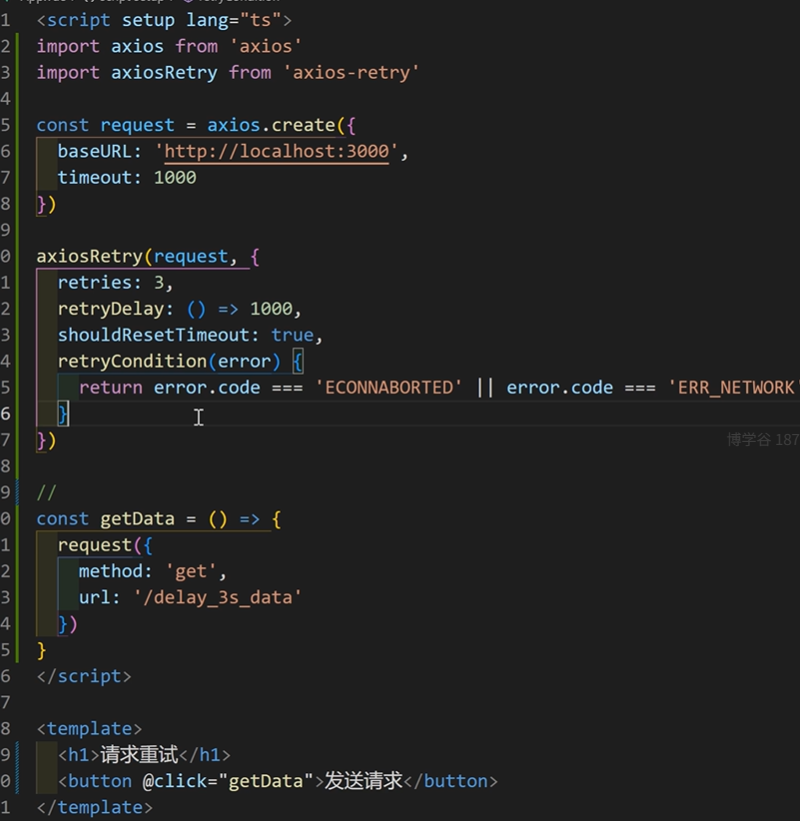 1 <script setup lang="ts">
2 import axios from 'axios'
3 import axiosRetry from 'axios-retry'
4
5 const request = axios.create({
6 baseURL: 'http://localhost:3000',
7 timeout: 1000
8 })
9
0 axiosRetry(request, {
1 retries: 3,
2 retryDelay: () => 1000,
3 shouldResetTimeout: true,
4 retryCondition(error) {
5 return error.code === 'ECONNABORTED' || error.code === 'ERR_NETWORK'
6 }
7 })
博学谷 187
8
9 //
0 const getData = () => {
1 request({
2 method: 'get',
3 url: '/delay_3s_data'
4 })
5 }
6 </script>
7
8 <template>
9 <h1>请求重试</h1>
0 <button @click="getData">发送请求</button>
1 </template>